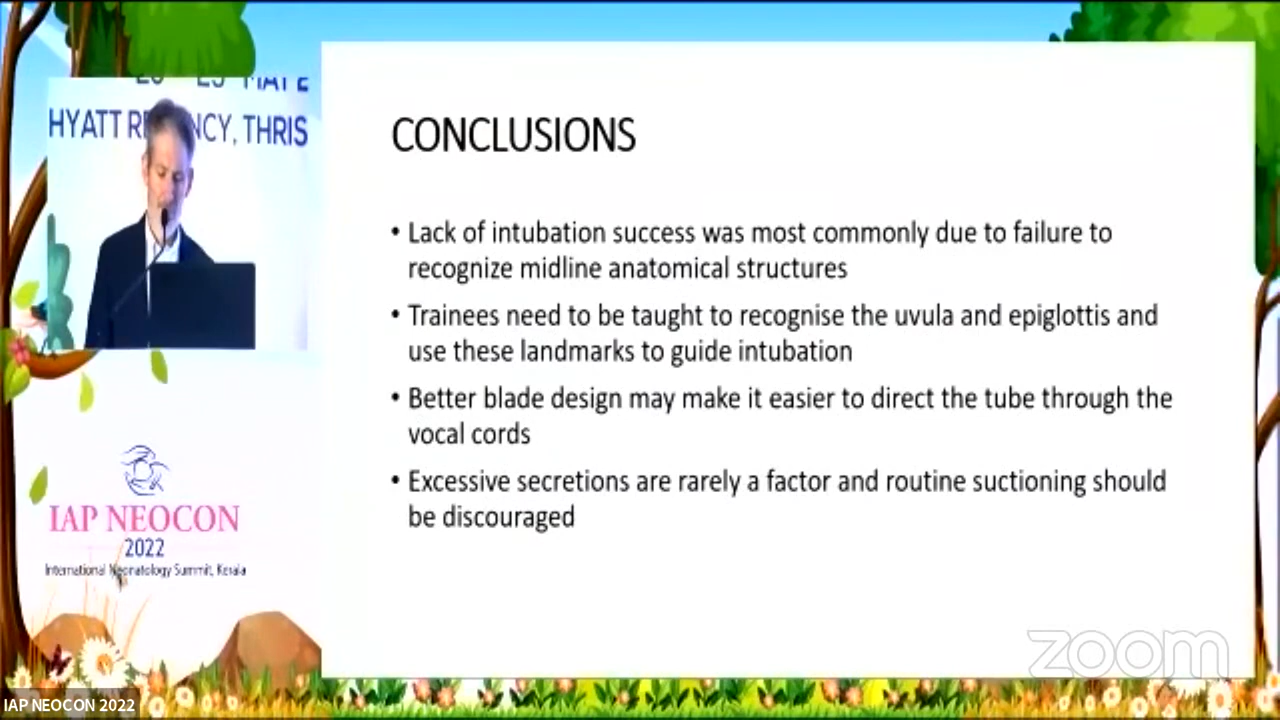 HYATT RE NCY, THRIS
CONCLUSIONS
• Lack of intubation success was most commonly due to failure to
recognize midline anatomical structures
• Trainees need to be taught to recognise the uvula and epiglottis and
use these landmarks to guide intubation
• Better blade design may make it easier to direct the tube through the
vocal cords
• Excessive secretions are rarely a factor and routine suctioning should
be discouraged
IAP NEOCON
2022
International Neonatology Summit, Kerala
zoom
IAP NEOCON 2022